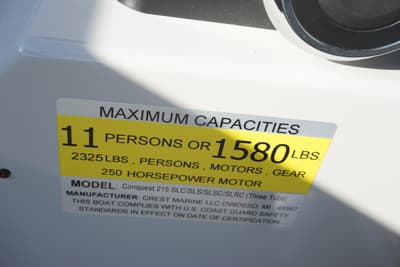 MAXIMUM CAPACITIES
11 PERSONS OR 1580 LBS
2325 LBS , PERSONS , MOTORS , GEAR
250 HORSEPOWER MOTOR
MODEL: Conquest 215 SLC/SLS/SLSC/SLRC (Three Tube)
MANUFACTURER: CREST MARINE LLC OWOSSO, MI , 48867
THIS BOAT COMPLIES WITH U.S. COAST GUARD SAFETY
STANDARDS IN EFFECT ON DATE OF CERTIFICATION.